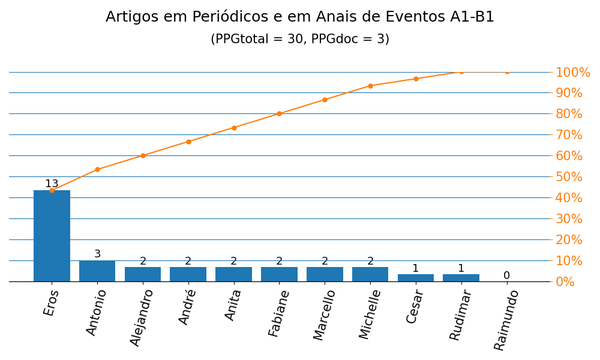 Artigos em Periódicos e em Anais de Eventos A1-B1
(PPGtotal = 30, PPGdoc = 3)
100%
90%
80%
70%
60%
50%
40%
30%
20%
10%
0%
13
3
2
2
2
2
2
2
1
1
0
Eros
Antonio
Alejandro
André
Anita
Fabiane
Marcello
Michelle
Cesar
Rudimar
Raimundo